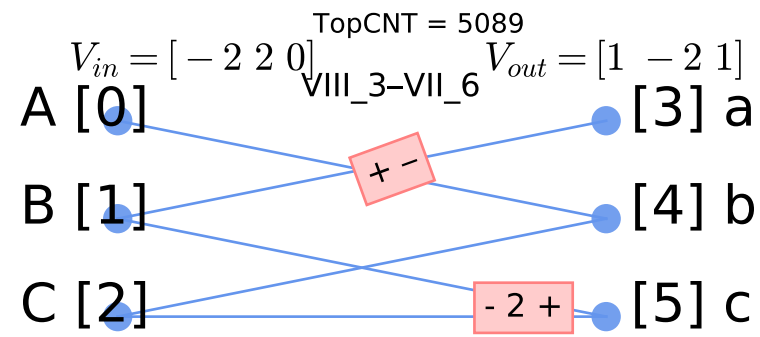 TopCNT = 5089
V_in = [ − 2 2 0] V_out = [1 − 2 1]
VIII_3–VII_6
A [0] [3] a
+ −
B [1] [4] b
C [2] - 2 + [5] c